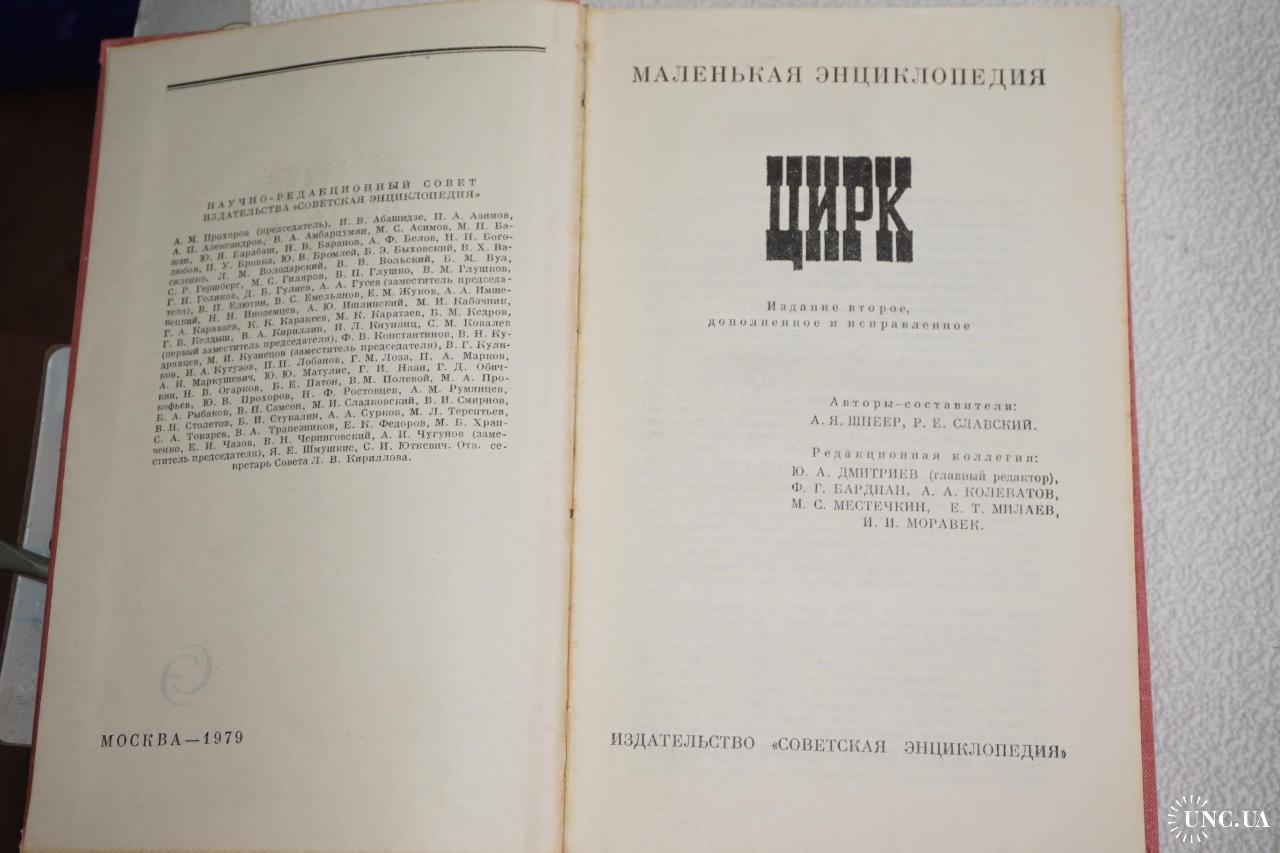 НАУЧНО-РЕДАКЦИОННЫЙ СОВЕТ
ИЗДАТЕЛЬСТВА «СОВЕТСКАЯ ЭНЦИКЛОПЕДИЯ»
А. М. Прохоров (председатель), И. В. Абашидзе, П. А. Азимов,
А. П. Александров, В. А. Амбарцумян, М. С. Асимов, М. П. Ба-
жан, Ю. Я. Барабаш, Н. В. Баранов, А. Ф. Белов, Н. Н. Бого-
любов, П. У. Бровка, Ю. В. Бромлей, Б. Э. Быховский, В. Х. Ва-
силенко, Л. М. Володарский, В. В. Вольский, Б. М. Вул,
С. Р. Гершберг, М. С. Гиляров, В. П. Глушко, В. М. Глушков,
Г. Н. Голиков, Д. Б. Гулиев, А. А. Гусев (заместитель председа-
теля), В. П. Елютин, В. С. Емельянов, Е. М. Жуков, А. А. Имше-
нецкий, Н. Н. Иноземцев, А. Ю. Ишлинский, М. И. Кабачник,
Г. А. Караваев, К. К. Каракеев, М. К. Каратаев, Б. М. Кедров,
Г. В. Келдыш, В. А. Кириллин, И. Л. Кнунянц, С. М. Ковалев
(первый заместитель председателя), Ф. В. Константинов, В. Н. Ку-
дрявцев, М. И. Кузнецов (заместитель председателя), В. Г. Кули-
ков, И. А. Кутузов, П. П. Лобанов, Г. М. Лоза, П. А. Марков,
А. И. Маркушевич, Ю. Ю. Матулис, Г. И. Наан, Г. Д. Обич-
кин, Н. В. Огарков, Б. Е. Патон, В. М. Полевой, М. А. Про-
кофьев, Ю. В. Прохоров, Н. Ф. Ростовцев, А. М. Румянцев,
Б. А. Рыбаков, В. П. Самсон, М. И. Сладковский, В. И. Смирнов,
В. Н. Столетов, Б. И. Стукалин, А. А. Сурков, М. Л. Терентьев,
С. А. Токарев, В. А. Трапезников, Е. К. Федоров, М. Б. Храп-
ченко, Е. И. Чазов, В. Н. Черниговский, А. И. Чугунов (заме-
ститель председателя), Я. Е. Шмушкис, С. И. Юткевич. Отв. се-
кретарь Совета Л. В. Кириллова.
МОСКВА—1979
МАЛЕНЬКАЯ ЭНЦИКЛОПЕДИЯ
ЦИРК
Издание второе,
дополненное и исправленное
Авторы-составители:
А. Я. ШНЕЕР, Р. Е. СЛАВСКИЙ.
Редакционная коллегия:
Ю. А. ДМИТРИЕВ (главный редактор),
Ф. Г. БАРДИАН, А. А. КОЛЕВАТОВ,
М. С. МЕСТЕЧКИН, Е. Т. МИЛАЕВ,
И. И. МОРАВЕК.
ИЗДАТЕЛЬСТВО «СОВЕТСКАЯ ЭНЦИКЛОПЕДИЯ»
UNC.UA